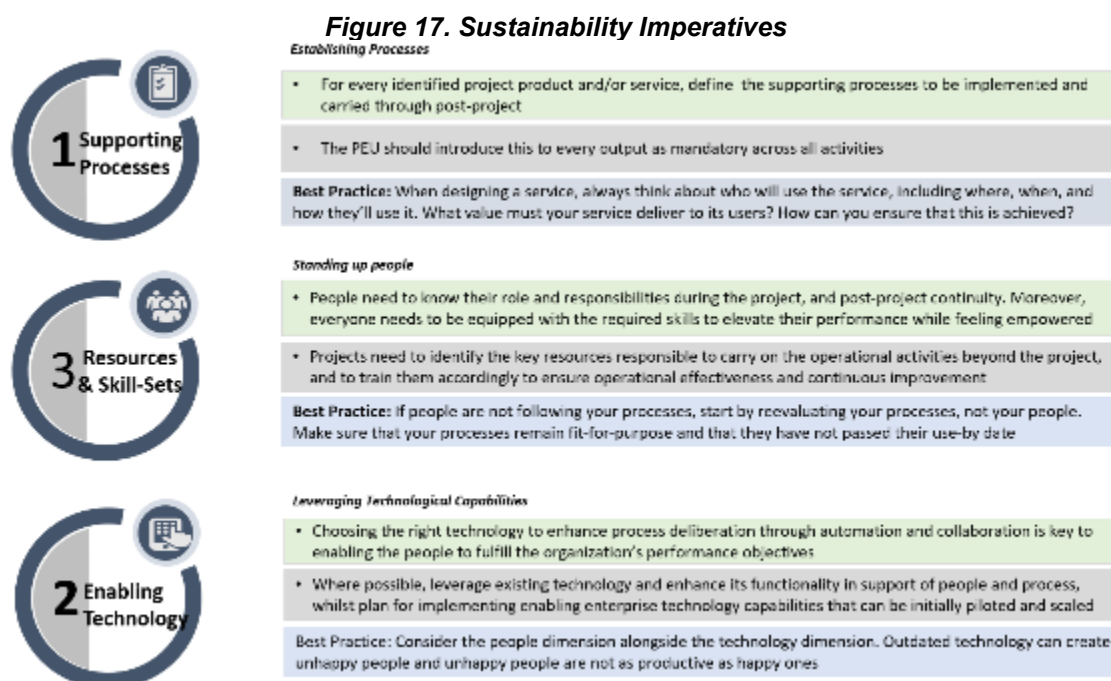 Figure 17. Sustainability Imperatives
Establishing Processes
1 Supporting
Processes
• For every identified project product and/or service, define the supporting processes to be implemented and
carried through post-project
• The PEU should introduce this to every output as mandatory across all activities
Best Practice: When designing a service, always think about who will use the service, including where, when, and
how they'll use it. What value must your service deliver to its users? How can you ensure that this is achieved?
Standing up people
3 Resources
& Skill-Sets
• People need to know their role and responsibilities during the project, and post-project continuity. Moreover,
everyone needs to be equipped with the required skills to elevate their performance while feeling empowered
• Projects need to identify the key resources responsible to carry on the operational activities beyond the project,
and to train them accordingly to ensure operational effectiveness and continuous improvement
Best Practice: If people are not following your processes, start by reevaluating your processes, not your people.
Make sure that your processes remain fit-for-purpose and that they have not passed their use-by date
Leveraging Technological Capabilities
2 Enabling
Technology
• Choosing the right technology to enhance process deliberation through automation and collaboration is key to
enabling the people to fulfill the organization's performance objectives
• Where possible, leverage existing technology and enhance its functionality in support of people and process,
whilst plan for implementing enabling enterprise technology capabilities that can be initially piloted and scaled
Best Practice: Consider the people dimension alongside the technology dimension. Outdated technology can create
unhappy people and unhappy people are not as productive as happy ones